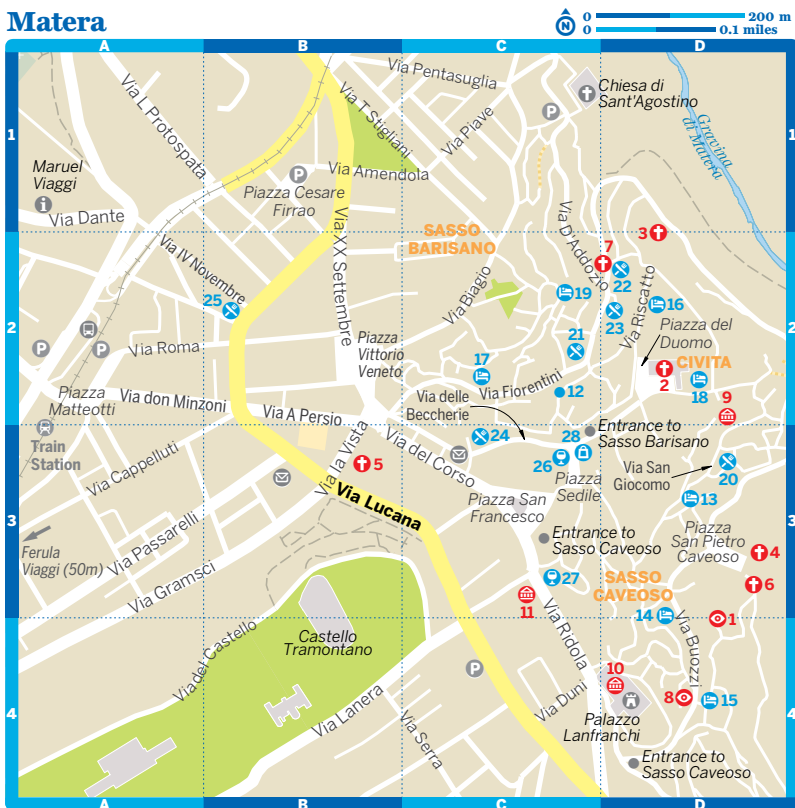 Matera
N
0 200 m
0 0.1 miles
A
B
C
D
1
2
3
4
1
2
3
4
A
B
C
D
Via Pentasuglia
Chiesa di
Sant'Agostino
Via L Protospata
Via T Stigliani
Via Piave
Gravina
di Matera
P
P
Maruel
Viaggi
i
Via Amendola
Piazza Cesare
Firrao
Via Dante
SASSO
BARISANO
Via D'Addozio
3
7
Via IV Novembre
Via XX Settembre
22
25
Via Biagio
19
Via Riscatto
16
23
Piazza del
Duomo
21
P
P
Via Roma
Piazza
Vittorio
Veneto
CIVITA
17
2
18
9
Piazza
Matteotti
Via don Minzoni
Via Fiorentini
12
Via delle
Beccherie
Via A Persio
Entrance to
Sasso Barisano
Train
Station
24
28
Via del Corso
26
Via la Vista
5
Via San
Giocomo
20
Via Cappelluti
Piazza
Sedile
13
Via Lucana
Piazza San
Francesco
Via Passarelli
Piazza
San Pietro
Caveoso
Entrance to
Sasso Caveoso
4
Ferula
Viaggi (50m)
6
Via Gramsci
27
SASSO
CAVEOSO
11
14
1
Via del Castello
Castello
Tramontano
Via Ridola
Via Buozzi
P
10
8
15
Via Lanera
Via Duni
Palazzo
Lanfranchi
Via Serra
Entrance to
Sasso Caveoso